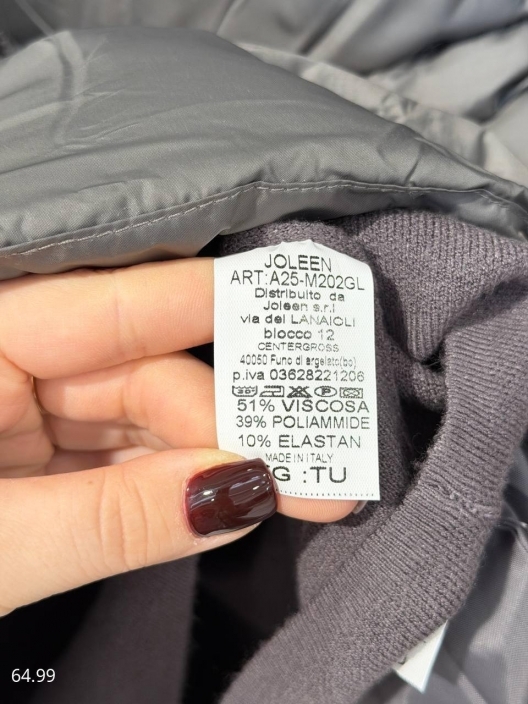 JOLEEN
ART:A25-M202GL
Distribuito da
Joleen s.r.l
via dei LANAIOLI
blocco 12
CENTERGROSS
40050 Funo di argelato(bo)
p.iva 03628221206
51% VISCOSA
39% POLIAMMIDE
10% ELASTAN
MADE IN ITALY
G :TU
64.99